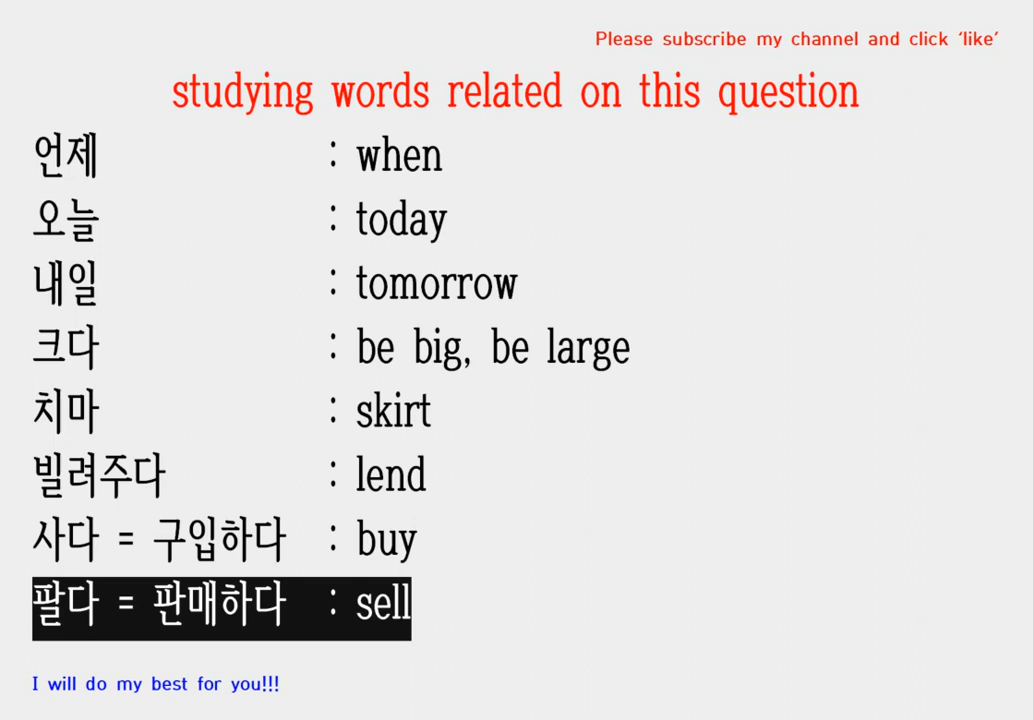 Please subscribe my channel and click ‘like’
studying words related on this question
언제 : when
오늘 : today
내일 : tomorrow
크다 : be big, be large
치마 : skirt
빌려주다 : lend
사다 = 구입하다 : buy
팔다 = 판매하다 : sell
I will do my best for you!!!